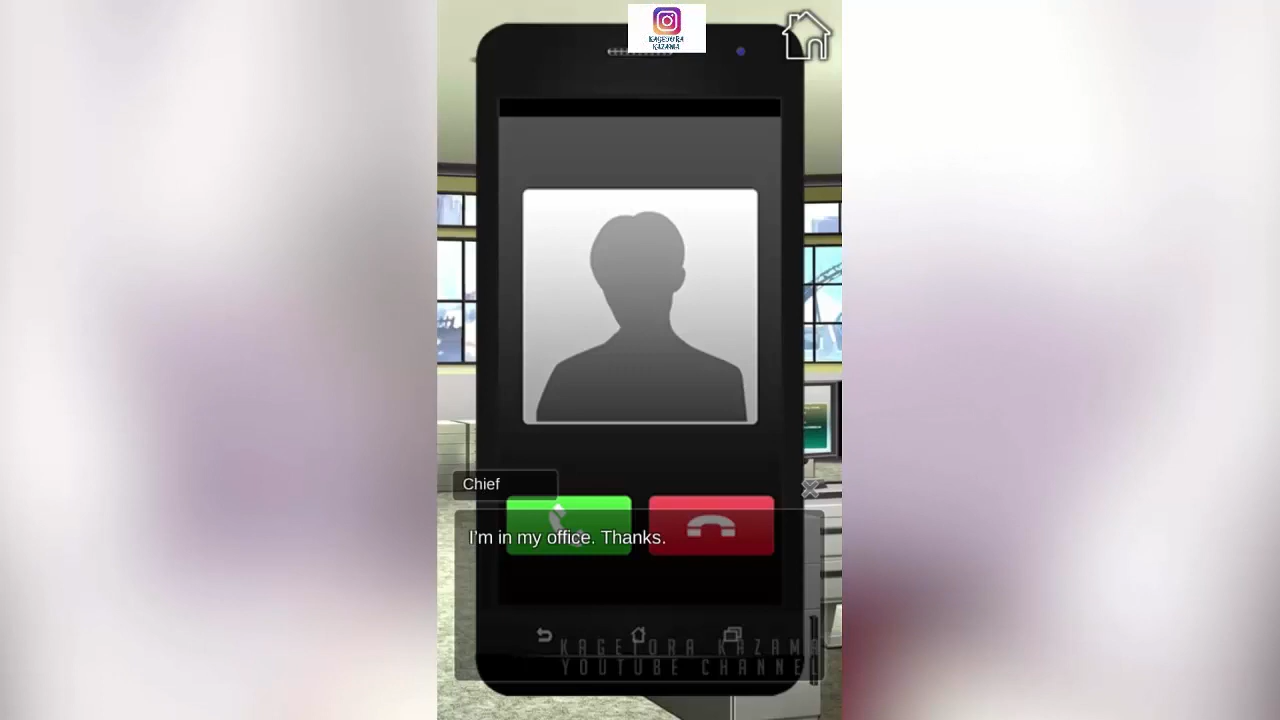 KAGETORA
KAZAMA
Chief
I'm in my office. Thanks.
KAGETORA KAZAMA
YOUTUBE CHANNEL